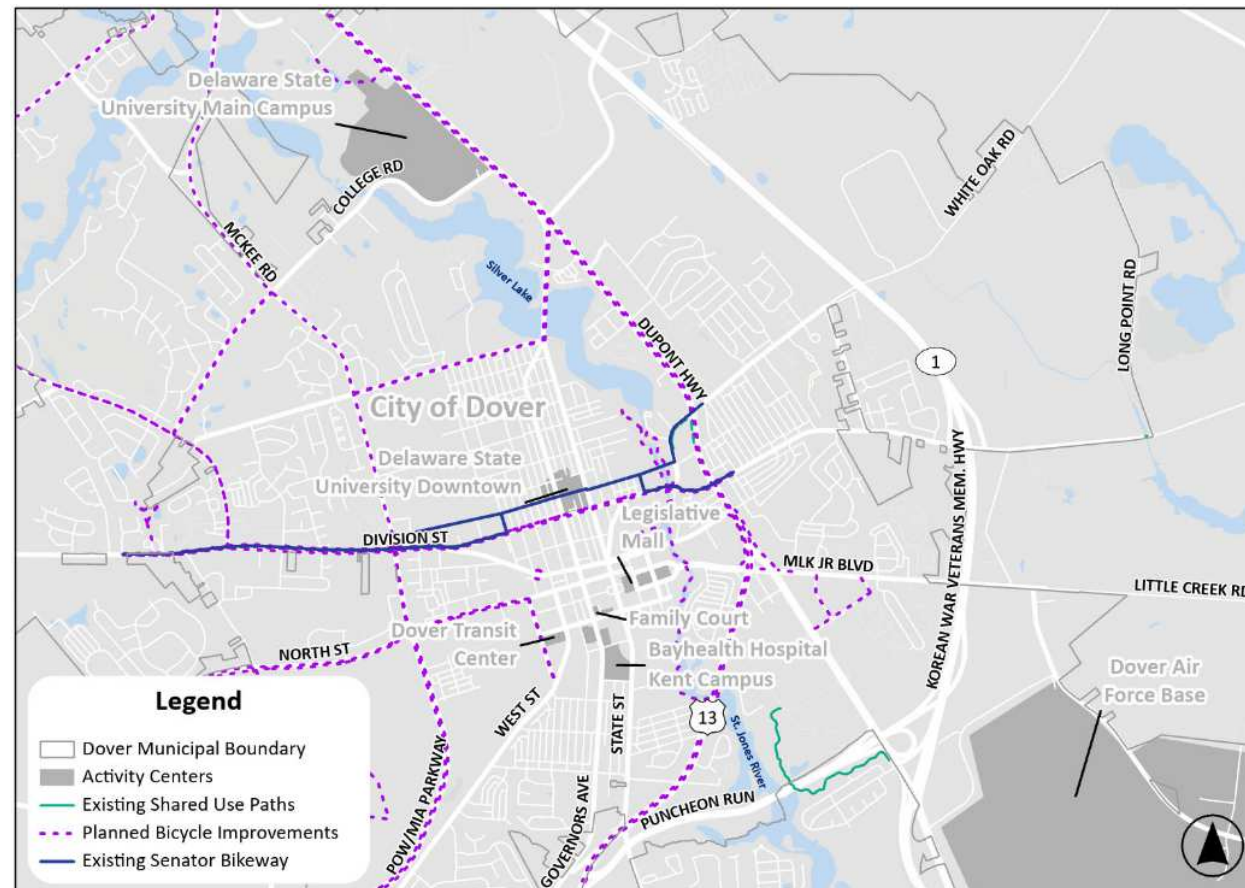 Delaware State
University Main Campus
COLLEGE RD
MCKEE RD
WHITE OAK RD
LONG POINT RD
Silver Lake
DUPONT HWY
1
City of Dover
Delaware State
University Downtown
Legislative
Mall
DIVISION ST
MLK JR BLVD
LITTLE CREEK RD
KOREAN WAR VETERANS MEM. HWY
Dover Transit
Center
Family Court
Bayhealth Hospital
Kent Campus
NORTH ST
WEST ST
STATE ST
13
St. Jones River
Dover Air
Force Base
POW/MIA PARKWAY
GOVERNORS AVE
PUNCHEON RUN
Legend
Dover Municipal Boundary
Activity Centers
Existing Shared Use Paths
Planned Bicycle Improvements
Existing Senator Bikeway